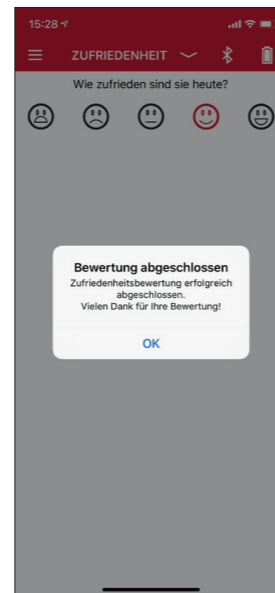 15:28
ZUFRIEDENHEIT
Wie zufrieden sind sie heute?
Bewertung abgeschlossen
Zufriedenheitsbewertung erfolgreich
abgeschlossen.
Vielen Dank für Ihre Bewertung!
OK